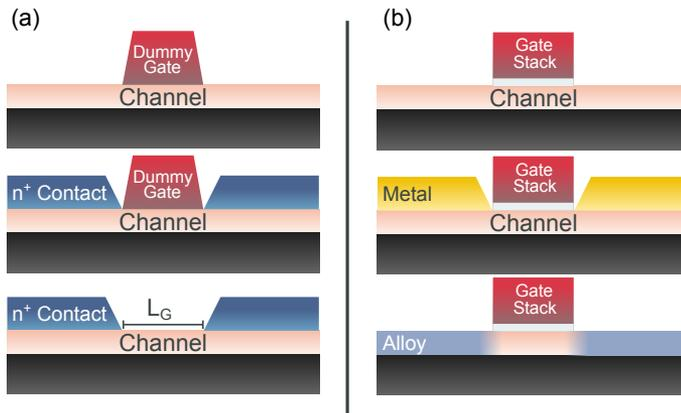 (a)
Dummy
Gate
Channel
n+ Contact
Dummy
Gate
Channel
n+ Contact
LG
Channel
(b)
Gate
Stack
Channel
Gate
Stack
Metal
Channel
Gate
Stack
Alloy